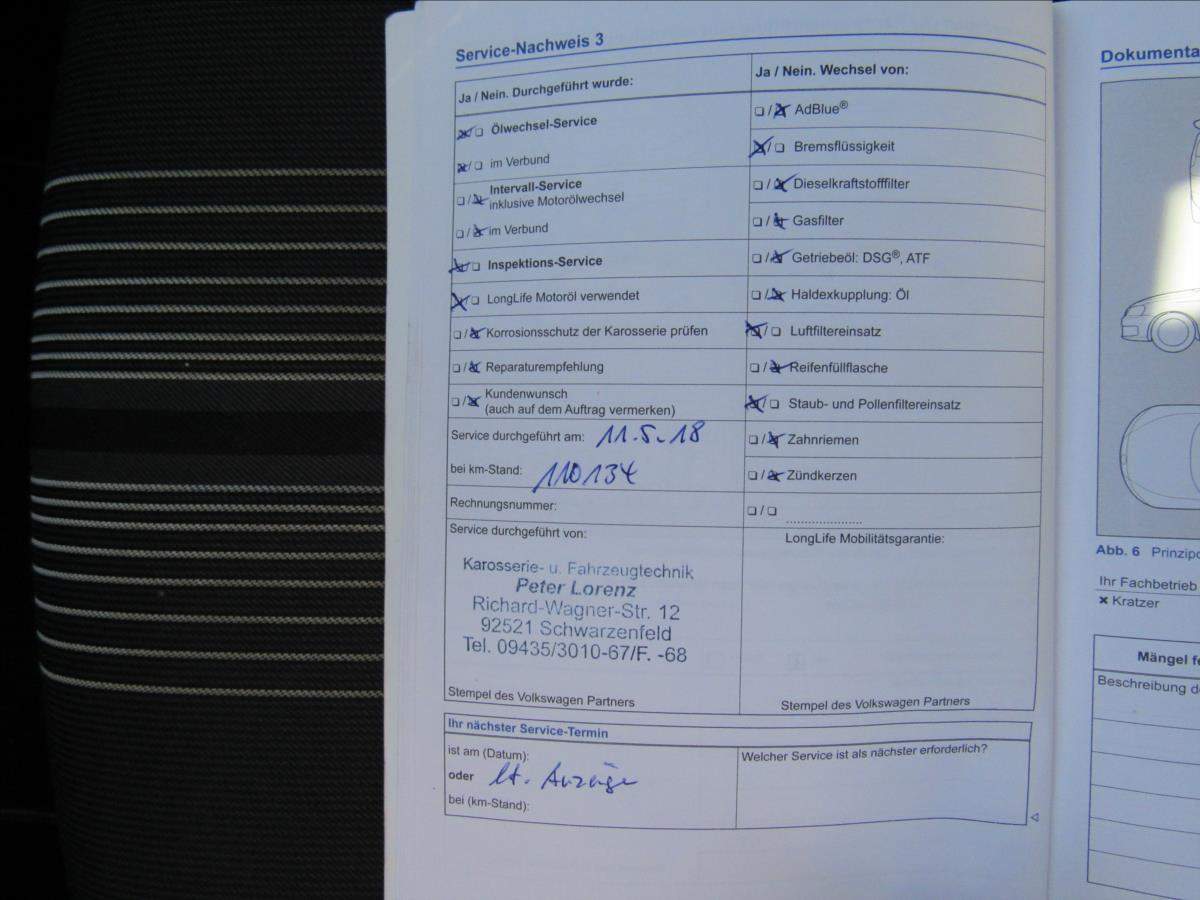 Service-Nachweis 3
Ja / Nein. Durchgeführt wurde:
☒/☐ Ölwechsel-Service
☒/☐ im Verbund
☐/☒ Intervall-Service
inklusive Motorölwechsel
☐/☒ im Verbund
☒/☐ Inspektions-Service
☒/☐ LongLife Motoröl verwendet
☐/☒ Korrosionsschutz der Karosserie prüfen
☐/☒ Reparaturempfehlung
☐/☒ Kundenwunsch
(auch auf dem Auftrag vermerken)
Service durchgeführt am: 11.5.18
bei km-Stand: 110134
Rechnungsnummer:
Service durchgeführt von:
Karosserie- u. Fahrzeugtechnik
Peter Lorenz
Richard-Wagner-Str. 12
92521 Schwarzenfeld
Tel. 09435/3010-67/F. -68
Stempel des Volkswagen Partners
Ja / Nein. Wechsel von:
☐/☒ AdBlue®
☒/☐ Bremsflüssigkeit
☐/☒ Dieselkraftstofffilter
☐/☒ Gasfilter
☐/☒ Getriebeöl: DSG®, ATF
☐/☒ Haldexkupplung: Öl
☒/☐ Luftfiltereinsatz
☐/☒ Reifenfüllflasche
☒/☐ Staub- und Pollenfiltereinsatz
☐/☒ Zahnriemen
☐/☒ Zündkerzen
☐/☐ ....................
LongLife Mobilitätsgarantie:
Stempel des Volkswagen Partners
Ihr nächster Service-Termin
ist am (Datum):
oder lt. Anzeige
bei (km-Stand):
Welcher Service ist als nächster erforderlich?
Dokumenta
Abb. 6 Prinzip
Ihr Fachbetrieb
× Kratzer
Mängel fe
Beschreibung de